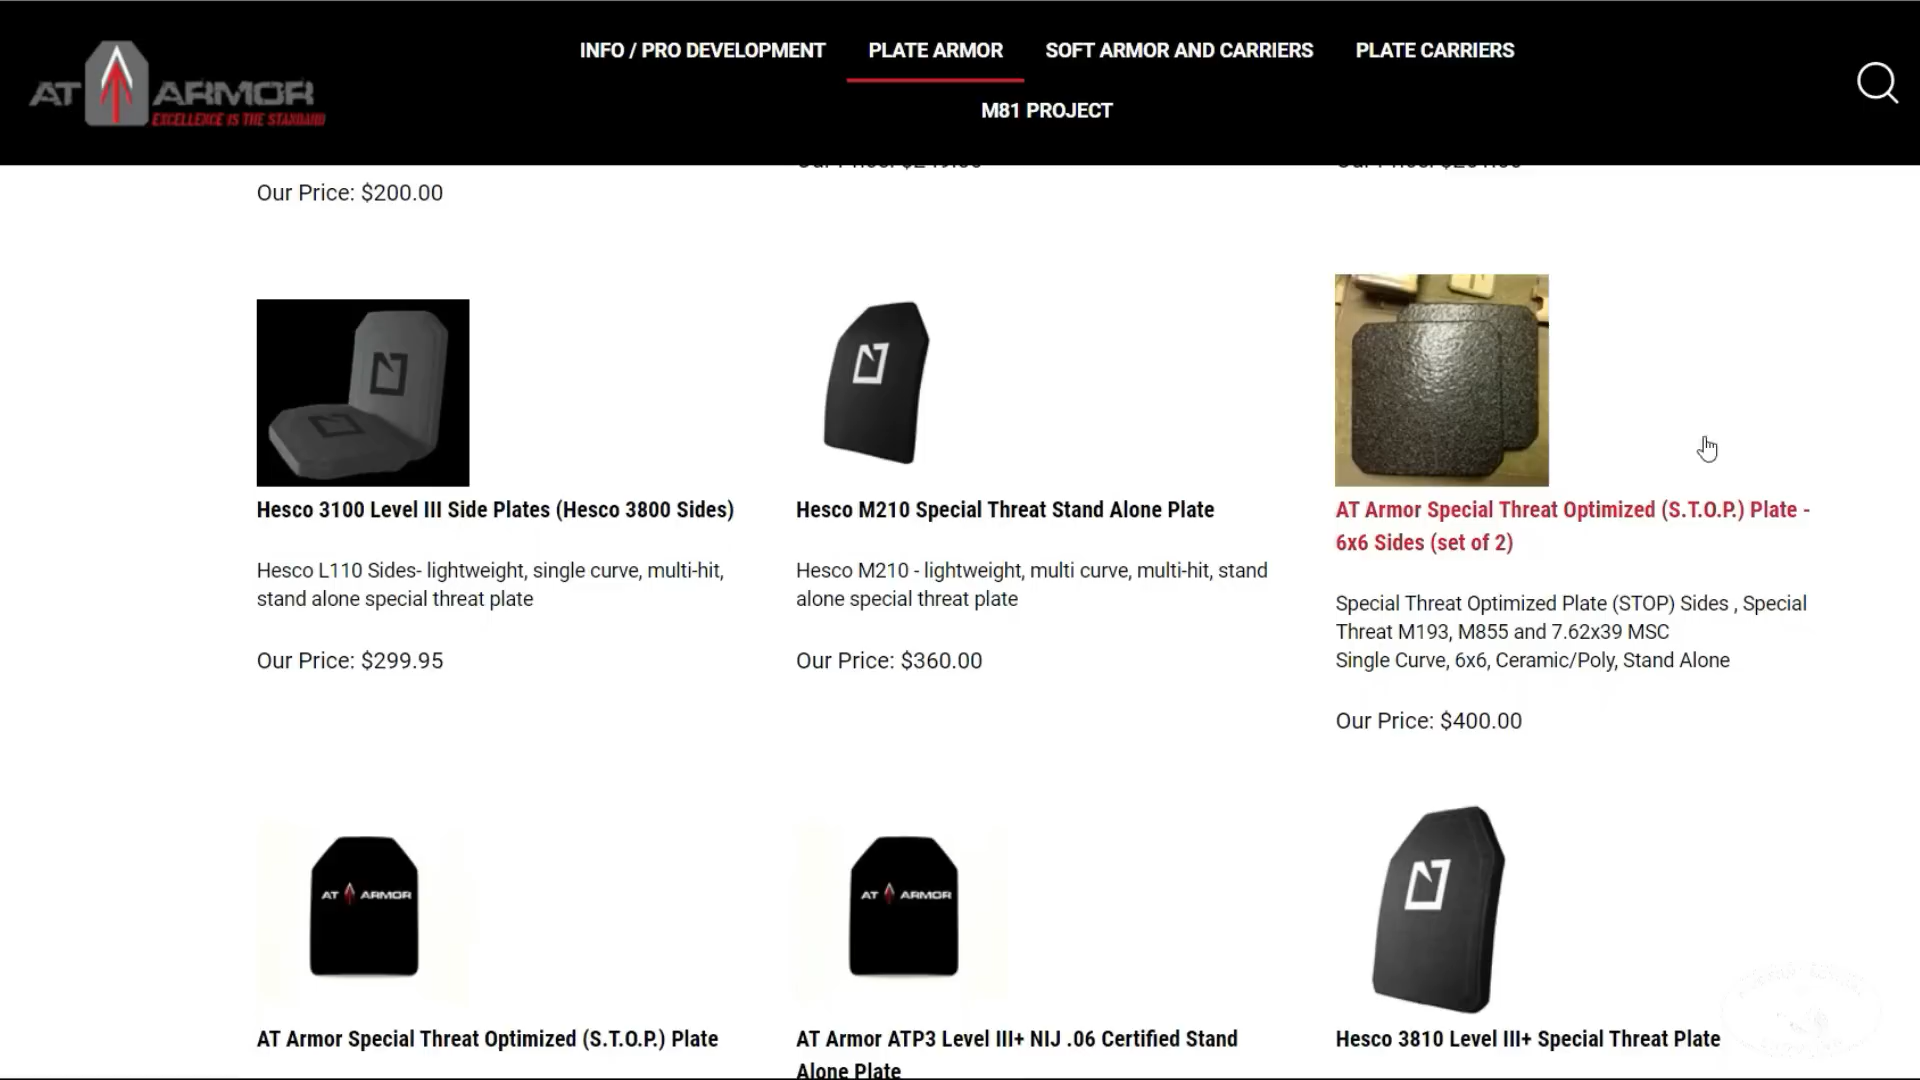 INFO / PRO DEVELOPMENT
PLATE ARMOR
SOFT ARMOR AND CARRIERS
PLATE CARRIERS
AT ARMOR
EXCELLENCE IS THE STANDARD
M81 PROJECT
Our Price: $200.00
Hesco 3100 Level III Side Plates (Hesco 3800 Sides)
Hesco L110 Sides- lightweight, single curve, multi-hit,
stand alone special threat plate
Our Price: $299.95
Hesco M210 Special Threat Stand Alone Plate
Hesco M210 - lightweight, multi curve, multi-hit, stand
alone special threat plate
Our Price: $360.00
AT Armor Special Threat Optimized (S.T.O.P.) Plate -
6x6 Sides (set of 2)
Special Threat Optimized Plate (STOP) Sides , Special
Threat M193, M855 and 7.62x39 MSC
Single Curve, 6x6, Ceramic/Poly, Stand Alone
Our Price: $400.00
AT ARMOR
AT Armor Special Threat Optimized (S.T.O.P.) Plate
AT ARMOR
AT Armor ATP3 Level III+ NIJ .06 Certified Stand
Alone Plate
Hesco 3810 Level III+ Special Threat Plate